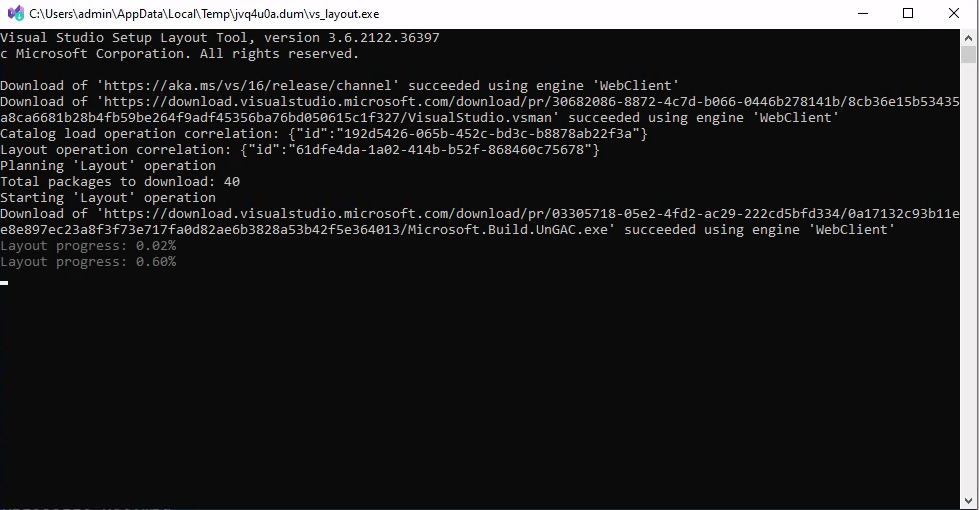 C:\Users\admin\AppData\Local\Temp\jvq4u0a.dum\vs_layout.exe
Visual Studio Setup Layout Tool, version 3.6.2122.36397
c Microsoft Corporation. All rights reserved.
Download of 'https://aka.ms/vs/16/release/channel' succeeded using engine 'WebClient'
Download of 'https://download.visualstudio.microsoft.com/download/pr/30682086-8872-4c7d-b066-0446b278141b/8cb36e15b53435
a8ca6681b28b4fb59be264f9adf45356ba76bd050615c1f327/VisualStudio.vsman' succeeded using engine 'WebClient'
Catalog load operation correlation: {"id":"192d5426-065b-452c-bd3c-b8878ab22f3a"}
Layout operation correlation: {"id":"61dfe4da-1a02-414b-b52f-868460c75678"}
Planning 'Layout' operation
Total packages to download: 40
Starting 'Layout' operation
Download of 'https://download.visualstudio.microsoft.com/download/pr/03305718-05e2-4fd2-ac29-222cd5bfd334/0a17132c93b11e
e8e897ec23a8f3f73e717fa0d82ae6b3828a53b42f5e364013/Microsoft.Build.UnGAC.exe' succeeded using engine 'WebClient'
Layout progress: 0.02%
Layout progress: 0.60%